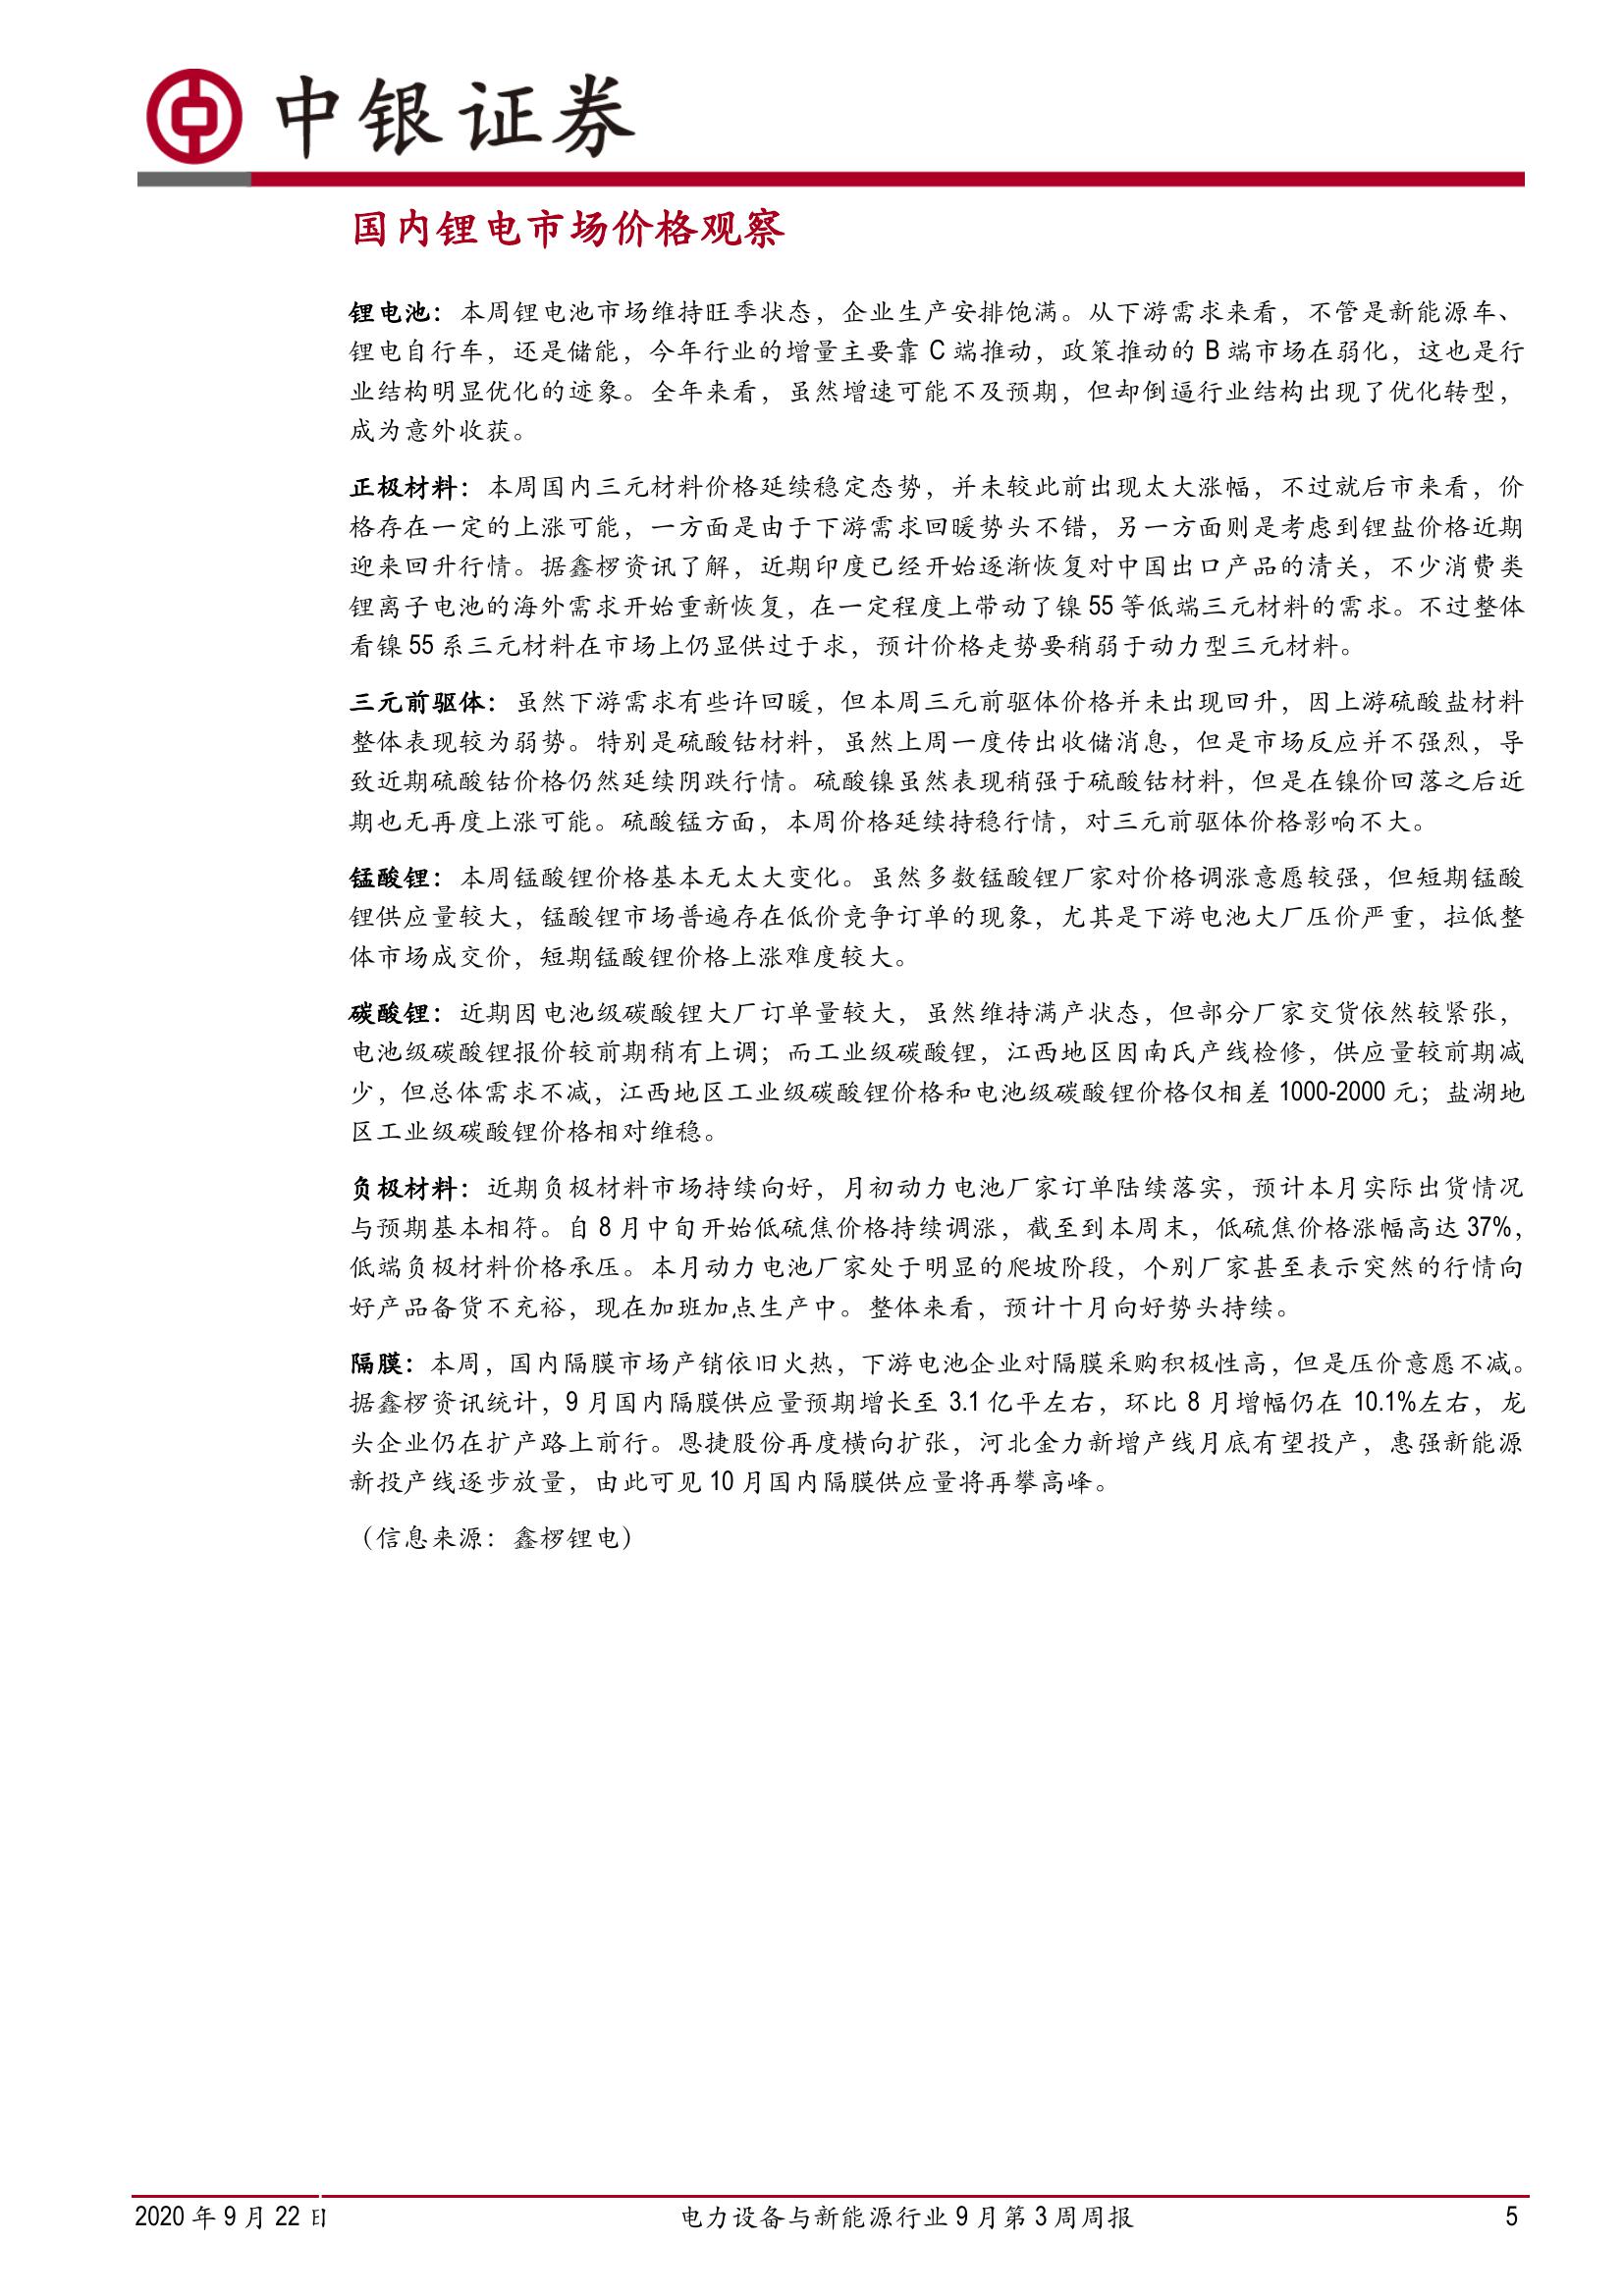 中银证券
国内锂电市场价格观察
锂电池：本周锂电池市场维持旺季状态，企业生产安排饱满。从下游需求来看，不管是新能源车、
锂电自行车，还是储能，今年行业的增量主要靠 C 端推动，政策推动的 B 端市场在弱化，这也是行
业结构明显优化的迹象。全年来看，虽然增速可能不及预期，但却倒逼行业结构出现了优化转型，
成为意外收获。
正极材料：本周国内三元材料价格延续稳定态势，并未较此前出现太大涨幅，不过就后市来看，价
格存在一定的上涨可能，一方面是由于下游需求回暖势头不错，另一方面则是考虑到锂盐价格近期
迎来回升行情。据鑫椤资讯了解，近期印度已经开始逐渐恢复对中国出口产品的清关，不少消费类
锂离子电池的海外需求开始重新恢复，在一定程度上带动了镍 55 等低端三元材料的需求。不过整体
看镍 55 系三元材料在市场上仍显供过于求，预计价格走势要稍弱于动力型三元材料。
三元前驱体：虽然下游需求有些许回暖，但本周三元前驱体价格并未出现回升，因上游硫酸盐材料
整体表现较为弱势。特别是硫酸钴材料，虽然上周一度传出收储消息，但是市场反应并不强烈，导
致近期硫酸钴价格仍然延续阴跌行情。硫酸镍虽然表现稍强于硫酸钴材料，但是在镍价回落之后近
期也无再度上涨可能。硫酸锰方面，本周价格延续持稳行情，对三元前驱体价格影响不大。
锰酸锂：本周锰酸锂价格基本无太大变化。虽然多数锰酸锂厂家对价格调涨意愿较强，但短期锰酸
锂供应量较大，锰酸锂市场普遍存在低价竞争订单的现象，尤其是下游电池大厂压价严重，拉低整
体市场成交价，短期锰酸锂价格上涨难度较大。
碳酸锂：近期因电池级碳酸锂大厂订单量较大，虽然维持满产状态，但部分厂家交货依然较紧张，
电池级碳酸锂报价较前期稍有上调；而工业级碳酸锂，江西地区因南氏产线检修，供应量较前期减
少，但总体需求不减，江西地区工业级碳酸锂价格和电池级碳酸锂价格仅相差 1000-2000 元；盐湖地
区工业级碳酸锂价格相对维稳。
负极材料：近期负极材料市场持续向好，月初动力电池厂家订单陆续落实，预计本月实际出货情况
与预期基本相符。自 8 月中旬开始低硫焦价格持续调涨，截至到本周末，低硫焦价格涨幅高达 37%，
低端负极材料价格承压。本月动力电池厂家处于明显的爬坡阶段，个别厂家甚至表示突然的行情向
好产品备货不充裕，现在加班加点生产中。整体来看，预计十月向好势头持续。
隔膜：本周，国内隔膜市场产销依旧火热，下游电池企业对隔膜采购积极性高，但是压价意愿不减。
据鑫椤资讯统计，9 月国内隔膜供应量预期增长至 3.1 亿平左右，环比 8 月增幅仍在 10.1%左右，龙
头企业仍在扩产路上前行。恩捷股份再度横向扩张，河北金力新增产线月底有望投产，惠强新能源
新投产线逐步放量，由此可见 10 月国内隔膜供应量将再攀高峰。
（信息来源：鑫椤锂电）
2020 年 9 月 22 日 电力设备与新能源行业 9 月第 3 周周报 5